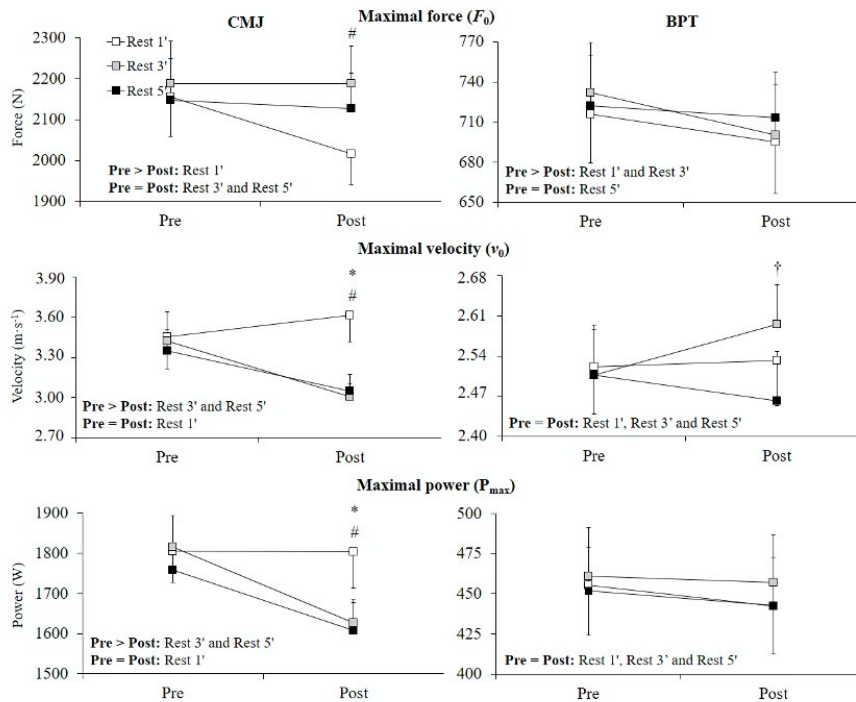 Maximal force (F0)
CMJ
BPT
Rest 1'
Rest 3'
Rest 5'
#
Force (N)
2300
2200
2100
2000
1900
Pre > Post: Rest 1'
Pre = Post: Rest 3' and Rest 5'
Pre
Post
770
740
710
680
650
Pre > Post: Rest 1' and Rest 3'
Pre = Post: Rest 5'
Pre
Post
Maximal velocity (v0)
Velocity (m·s-1)
3.90
3.60
3.30
3.00
2.70
*
#
Pre > Post: Rest 3' and Rest 5'
Pre = Post: Rest 1'
Pre
Post
2.68
2.61
2.54
2.47
2.40
†
Pre = Post: Rest 1', Rest 3’ and Rest 5'
Pre
Post
Maximal power (Pmax)
Power (W)
1900
1800
1700
1600
1500
*
#
Pre > Post: Rest 3' and Rest 5'
Pre = Post: Rest 1'
Pre
Post
500
475
450
425
400
Pre = Post: Rest 1', Rest 3’ and Rest 5'
Pre
Post